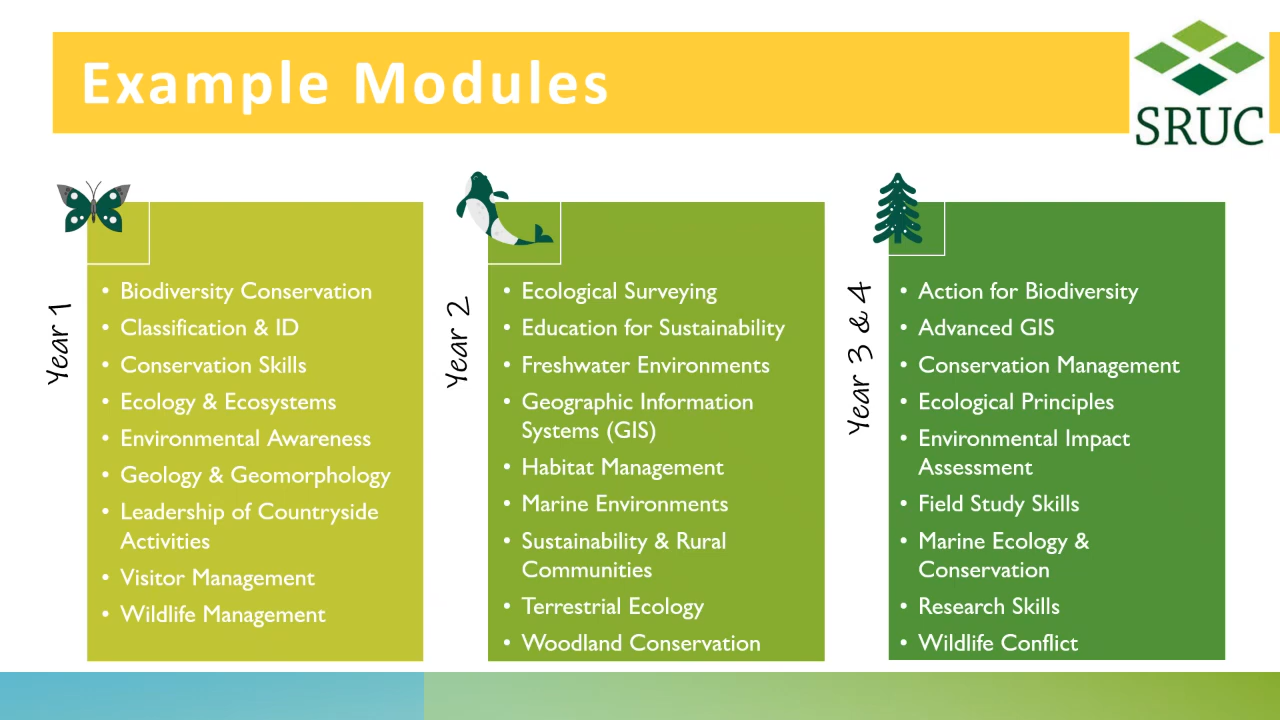 Example Modules
SRUC
Year 1
• Biodiversity Conservation
• Classification & ID
• Conservation Skills
• Ecology & Ecosystems
• Environmental Awareness
• Geology & Geomorphology
• Leadership of Countryside
Activities
• Visitor Management
• Wildlife Management
Year 2
• Ecological Surveying
• Education for Sustainability
• Freshwater Environments
• Geographic Information
Systems (GIS)
• Habitat Management
• Marine Environments
• Sustainability & Rural
Communities
• Terrestrial Ecology
• Woodland Conservation
Year 3 & 4
• Action for Biodiversity
• Advanced GIS
• Conservation Management
• Ecological Principles
• Environmental Impact
Assessment
• Field Study Skills
• Marine Ecology &
Conservation
• Research Skills
• Wildlife Conflict